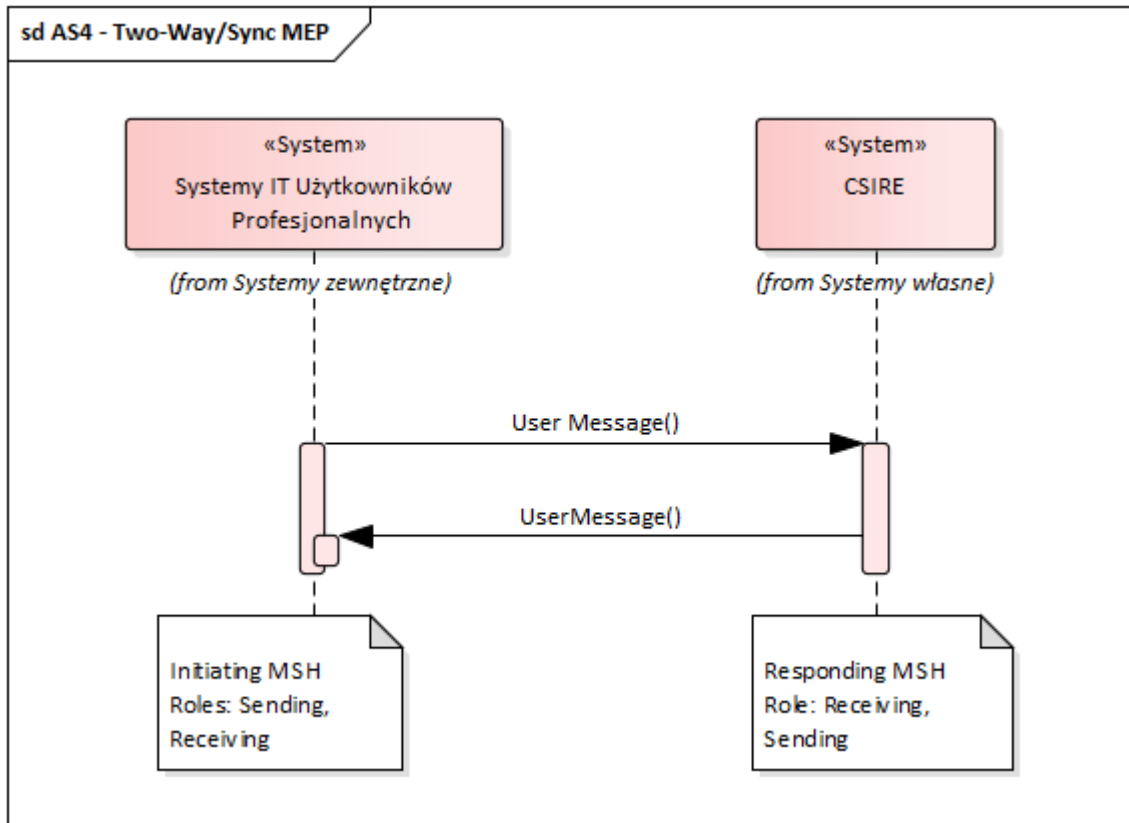 sd AS4 - Two-Way/Sync MEP
«System»
Systemy IT Użytkowników
Profesjonalnych
(from Systemy zewnętrzne)
«System»
CSIRE
(from Systemy własne)
User Message()
UserMessage()
Initiating MSH
Roles: Sending,
Receiving
Responding MSH
Role: Receiving,
Sending